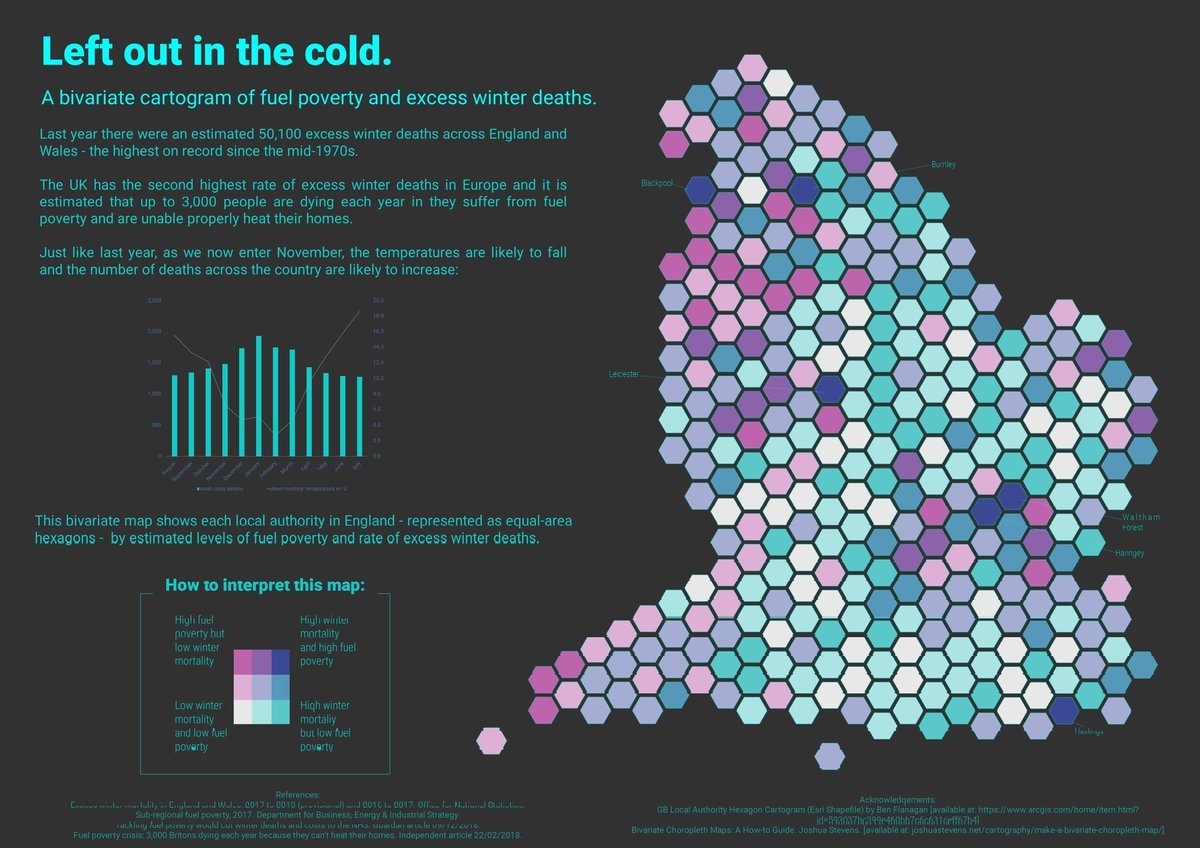 Left out in the cold.
A bivariate cartogram of fuel poverty and excess winter deaths.
Last year there were an estimated 50,100 excess winter deaths across England and
Wales - the highest on record since the mid-1970s.
The UK has the second highest rate of excess winter deaths in Europe and it is
estimated that up to 3,000 people are dying each year in they suffer from fuel
poverty and are unable properly heat their homes.
Just like last year, as we now enter November, the temperatures are likely to fall
and the number of deaths across the country are likely to increase:
2,500
2,000
1,500
1,000
500
0
20.0
18.0
16.0
14.0
12.0
10.0
8.0
6.0
4.0
2.0
0.0
August
September
October
November
December
January
February
March
April
May
June
July
Mean daily deaths
Mean monthly temperature in °C
This bivariate map shows each local authority in England - represented as equal-area
hexagons - by estimated levels of fuel poverty and rate of excess winter deaths.
How to interpret this map:
High fuel
poverty but
low winter
mortality
High winter
mortality
and high fuel
poverty
Low winter
mortality
and low fuel
poverty
High winter
mortaliy
but low fuel
poverty
References:
Excess winter mortality in England and Wales: 2017 to 2018 (provisional) and 2016 to 2017. Office for National Statistics.
Sub-regional fuel poverty, 2017. Department for Business, Energy & Industrial Strategy.
Tackling fuel poverty would cut winter deaths and costs to the NHS. Guardian article 09/12/2018.
Fuel poverty crisis: 3,000 Britons dying each year because they can't heat their homes. Independent article 22/02/2018.
Burnley
Blackpool
Leicester
Waltham
Forest
Haringey
Hastings
Acknowledgements:
GB Local Authority Hexagon Cartogram (Esri Shapefile) by Ben Flanagan [available at: https://www.arcgis.com/home/item.html?
Bivariate Choropleth Maps: A How-to Guide. Joshua Stevens. [available at: joshuastevens.net/cartography/make-a-bivariate-choropleth-map/]